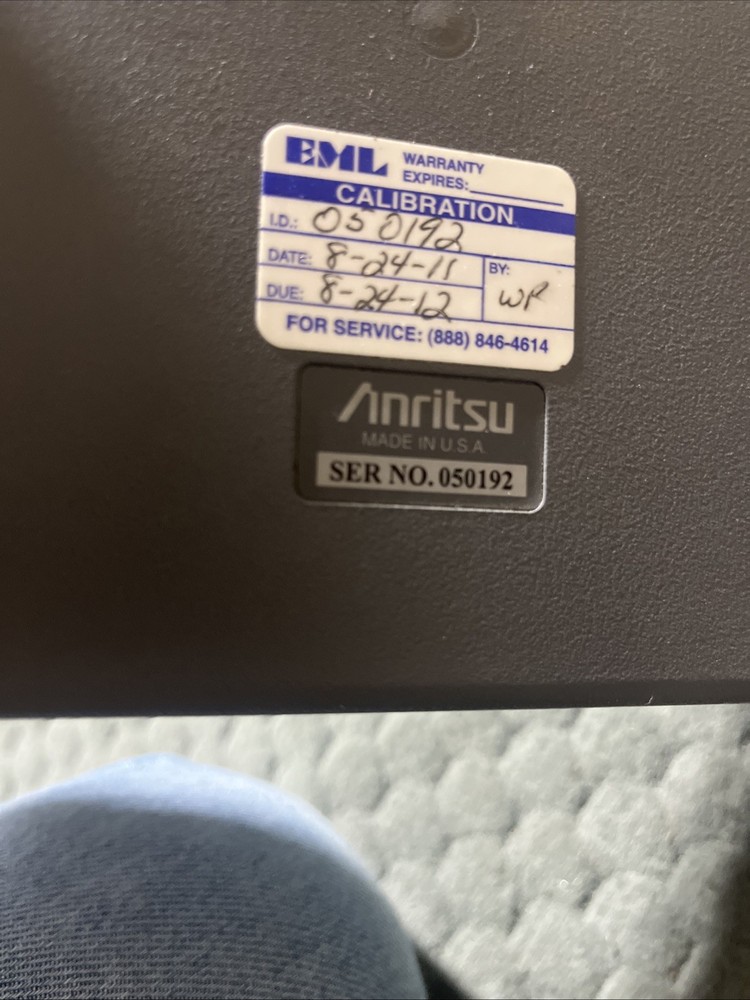 EML WARRANTY
EXPIRES:
CALIBRATION
I.D.: 050192
DATE: 8-24-11
BY:
WP
DUE: 8-24-12
FOR SERVICE: (888) 846-4614
Anritsu
MADE IN U.S.A.
SER NO. 050192